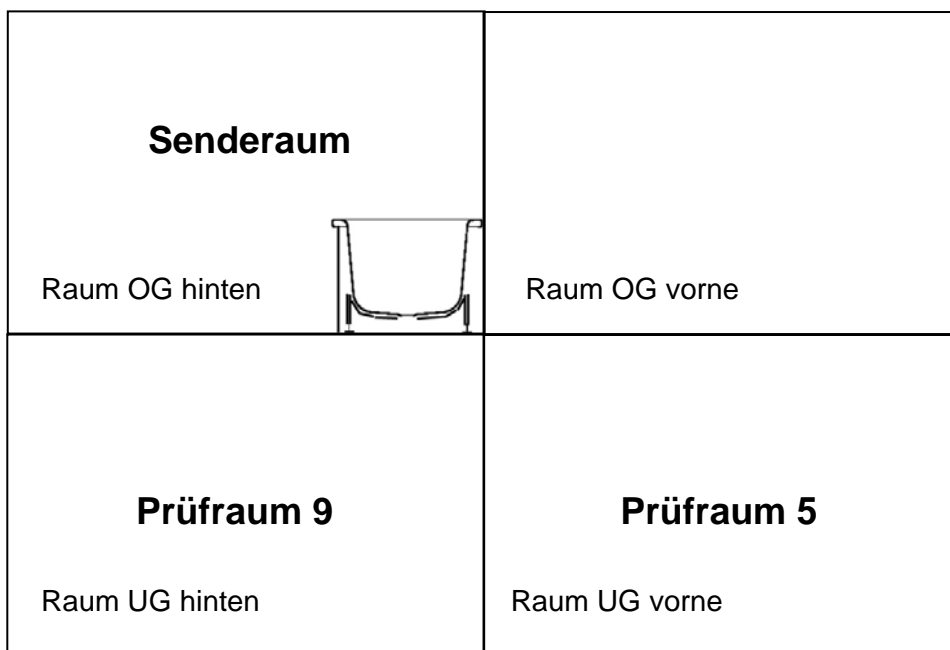 Senderaum
Raum OG hinten
Raum OG vorne
Prüfraum 9
Prüfraum 5
Raum UG hinten
Raum UG vorne